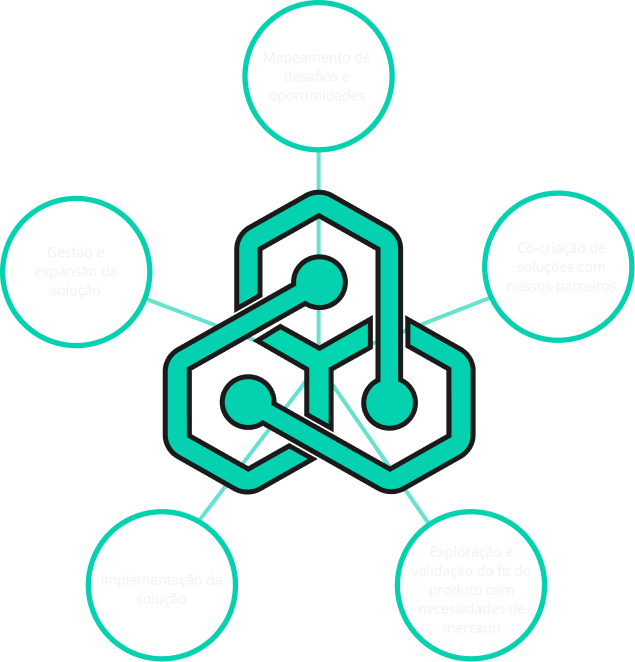 Mapeamento de
desafios e
oportunidades
Co-criação de
soluções com
nossos parceiros
Exploração e
validação do fit do
produto com
necessidades de
mercado
Implementação da
solução
Gestão e
expansão da
solução